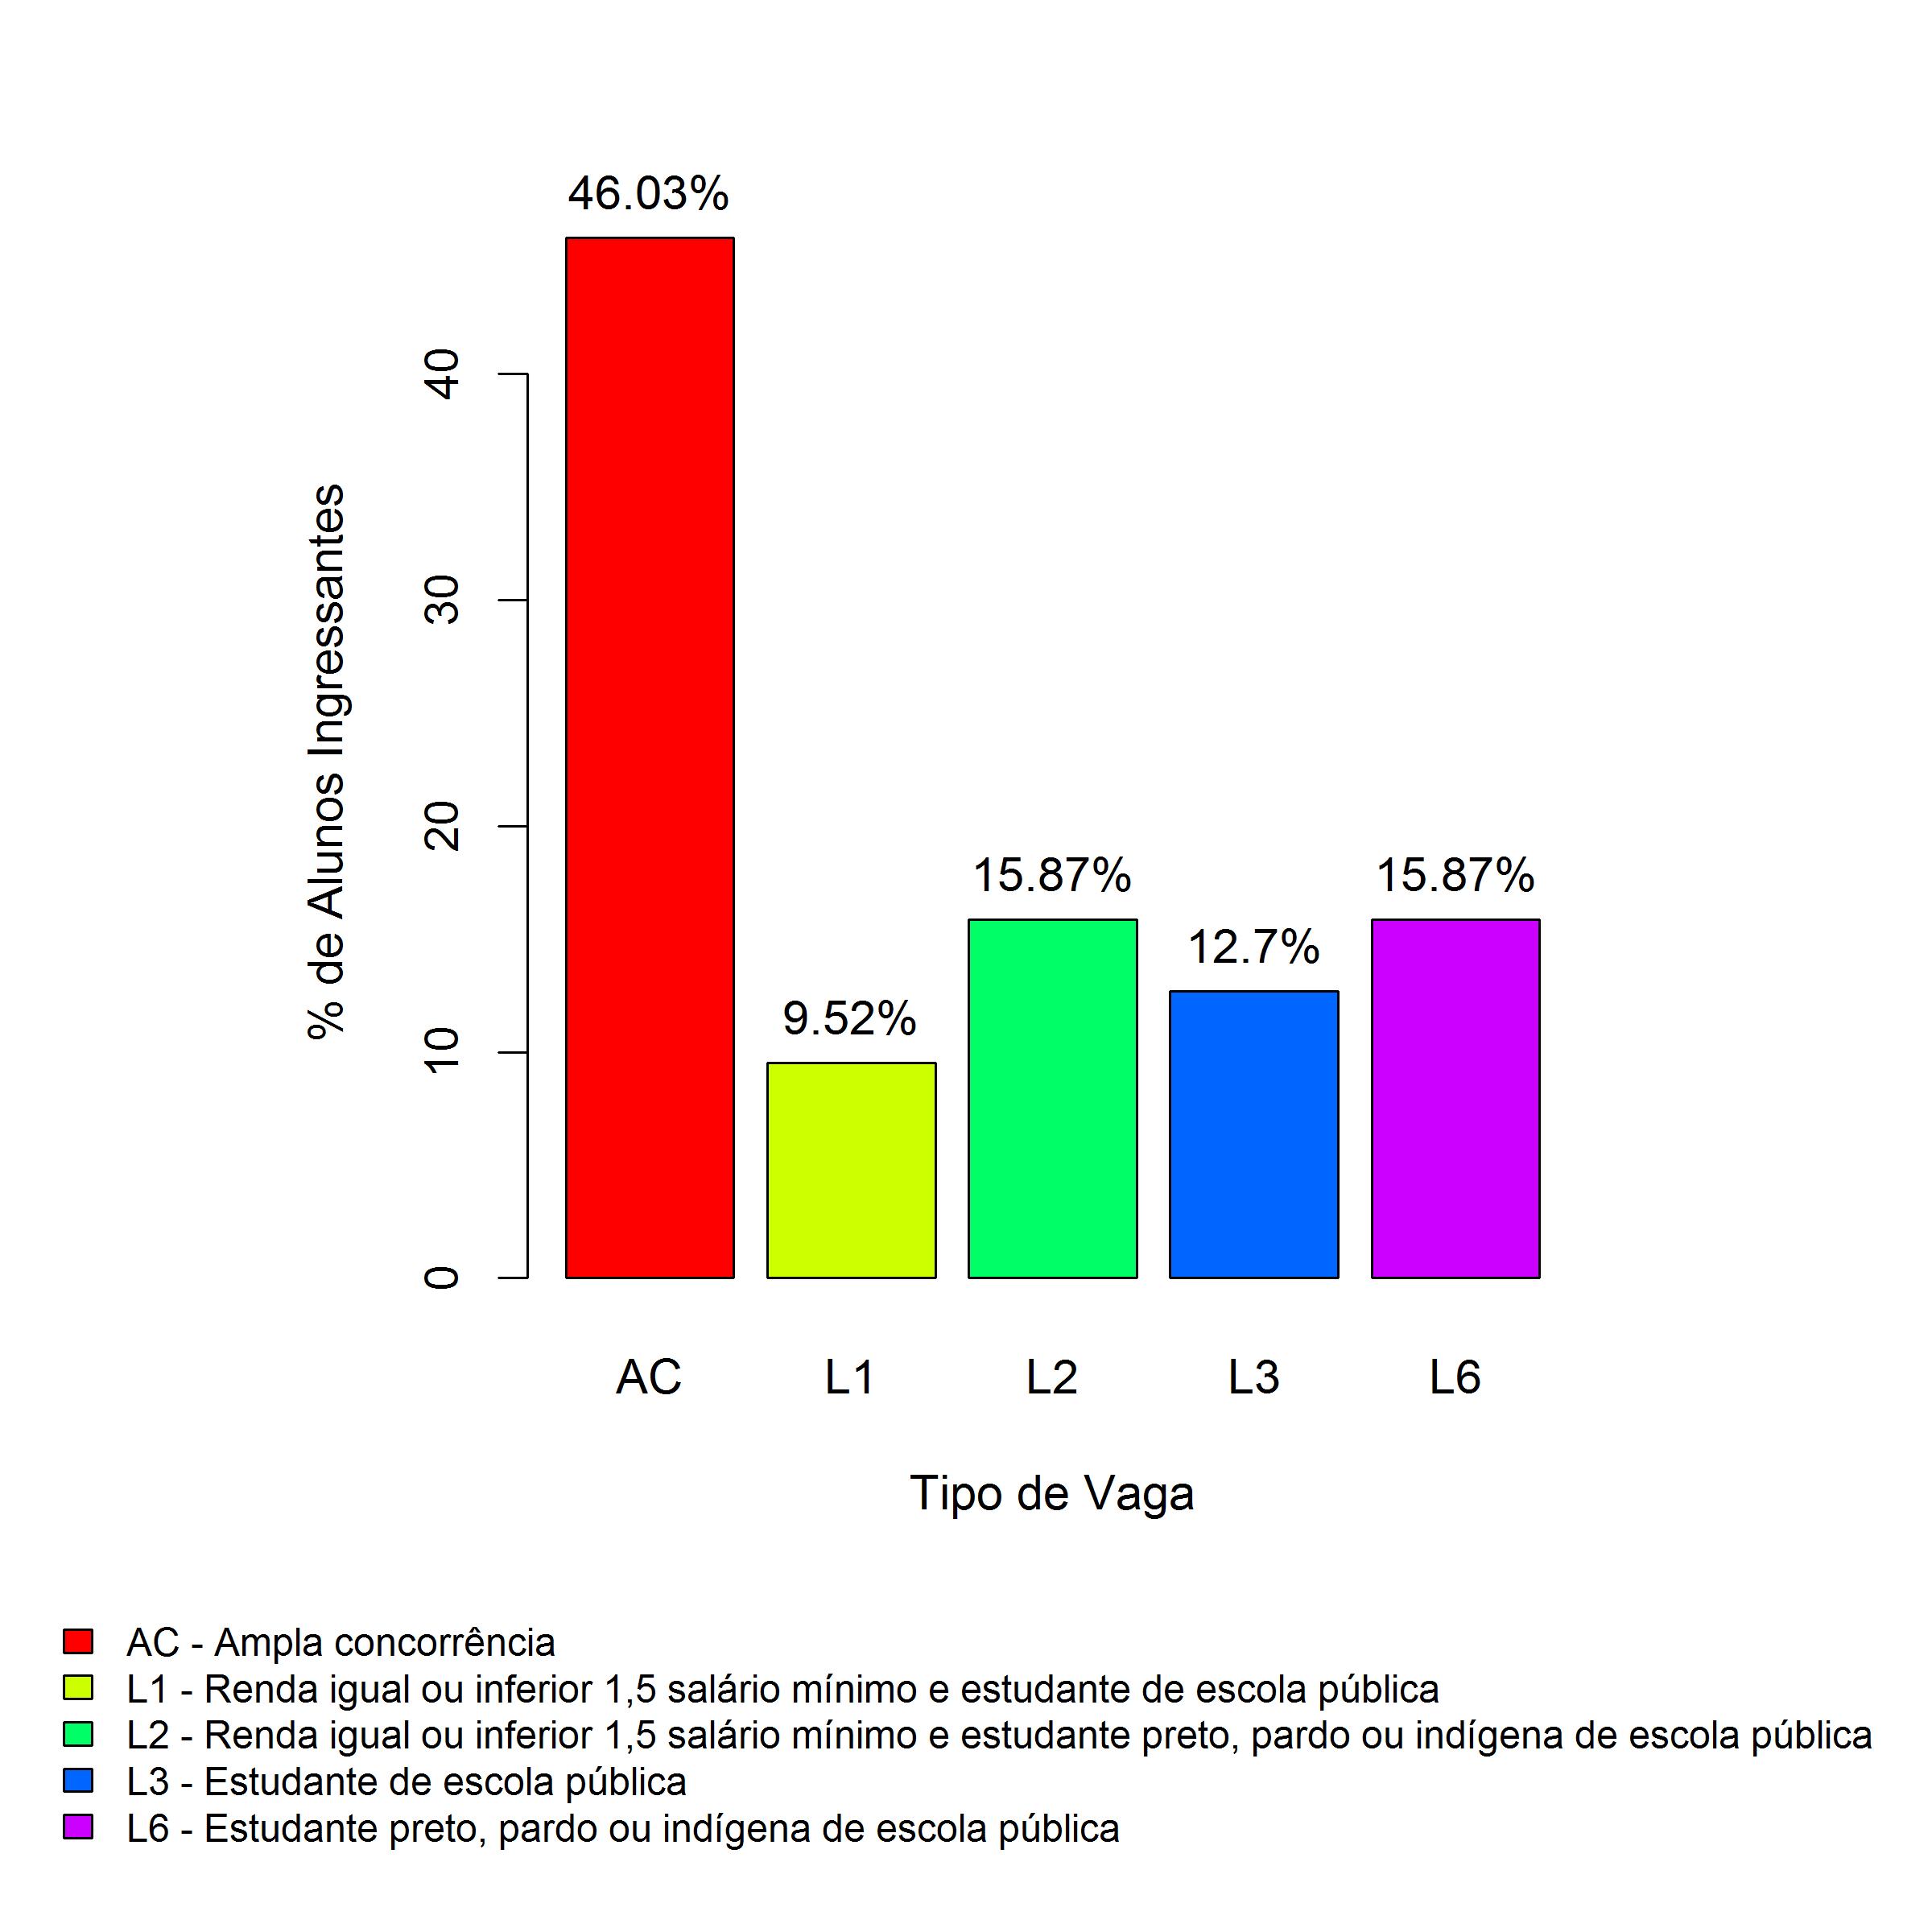 46.03%
9.52%
15.87%
12.7%
15.87%
% de Alunos Ingressantes
40
30
20
10
0
AC L1 L2 L3 L6
Tipo de Vaga
AC - Ampla concorrência
L1 - Renda igual ou inferior 1,5 salário mínimo e estudante de escola pública
L2 - Renda igual ou inferior 1,5 salário mínimo e estudante preto, pardo ou indígena de escola pública
L3 - Estudante de escola pública
L6 - Estudante preto, pardo ou indígena de escola pública